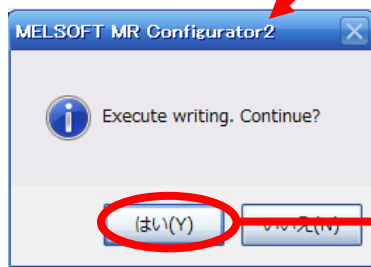 MELSOFT MR Configurator2
Execute writing. Continue?
はい(Y)
いいえ(N)